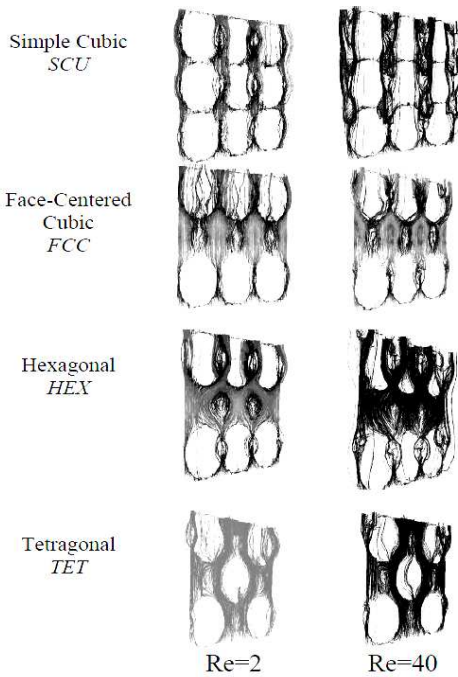 Simple Cubic
SCU
Face-Centered
Cubic
FCC
Hexagonal
HEX
Tetragonal
TET
Re=2
Re=40